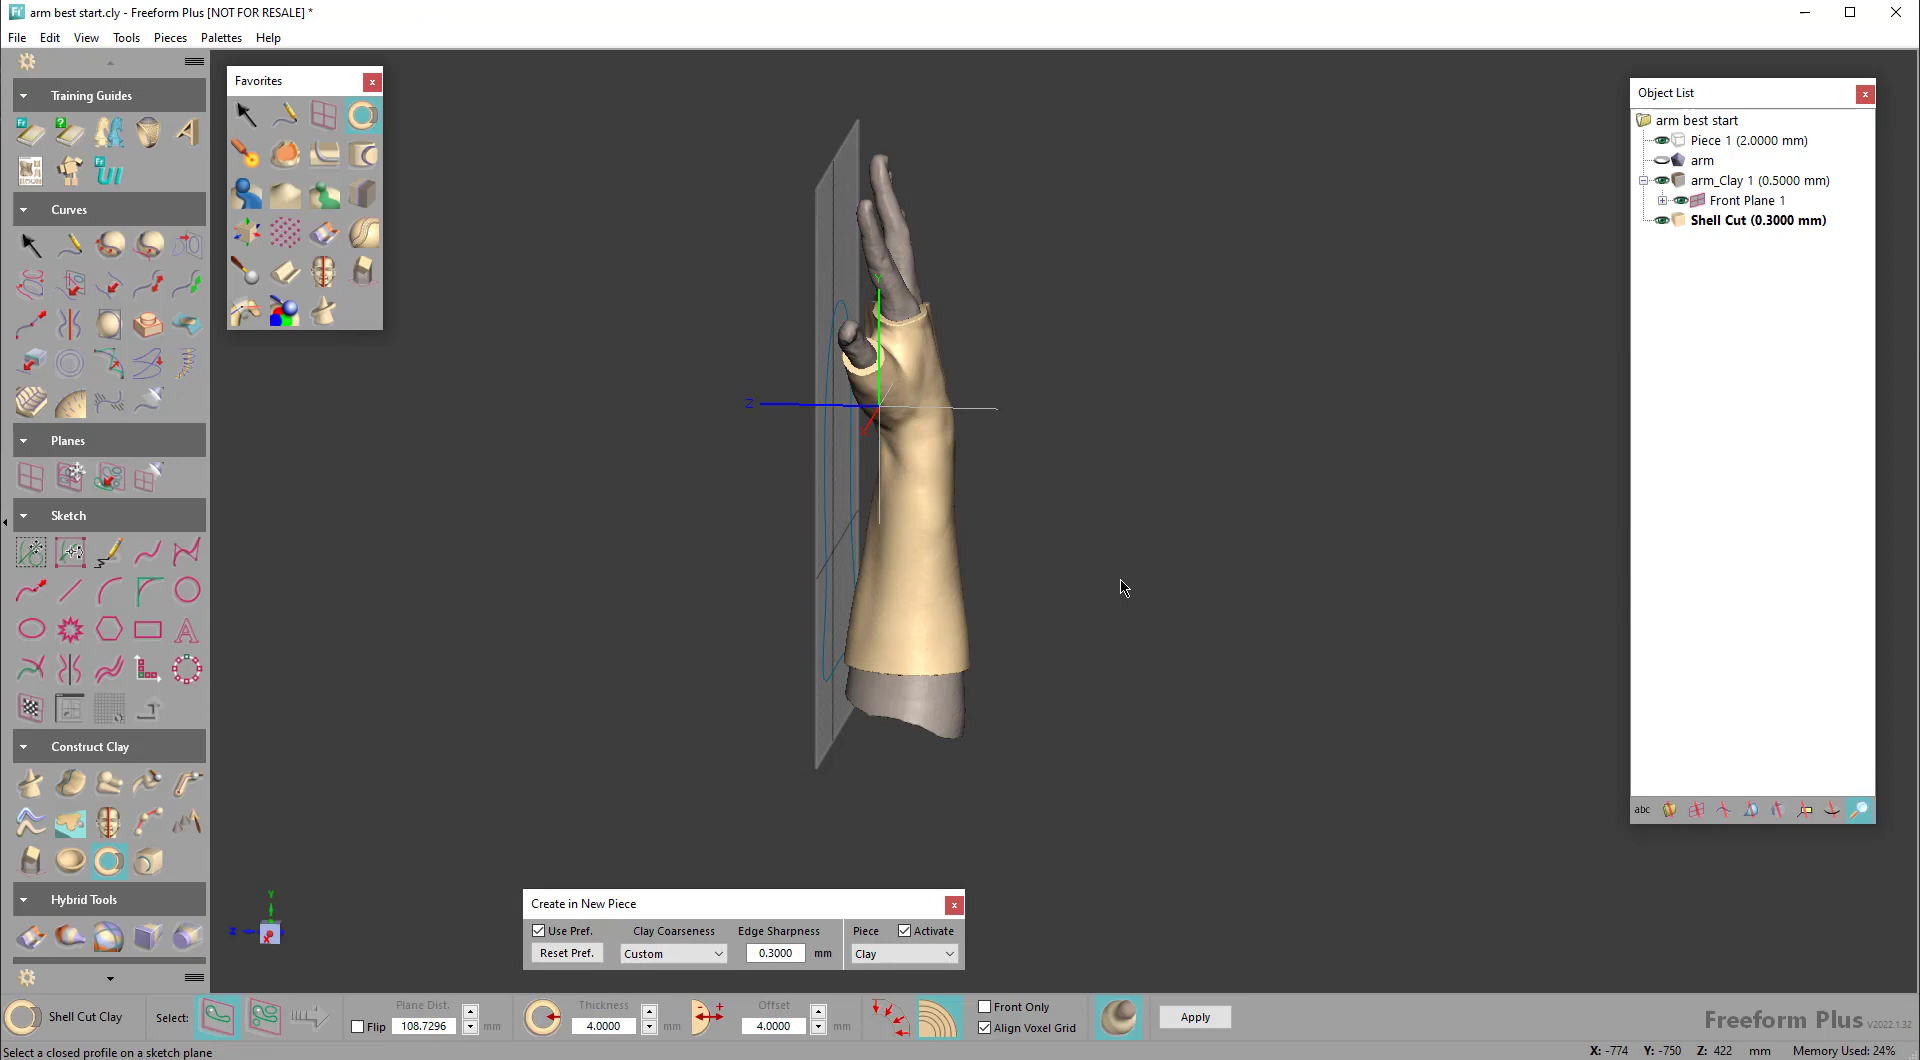 arm best start.cly - Freeform Plus [NOT FOR RESALE] *
File Edit View Tools Pieces Palettes Help
Training Guides
Curves
Planes
Sketch
Construct Clay
Hybrid Tools
Favorites
Y
Z
Y
Z
X
Object List
arm best start
Piece 1 (2.0000 mm)
arm
arm_Clay 1 (0.5000 mm)
Front Plane 1
Shell Cut (0.3000 mm)
abc
Create in New Piece
Use Pref. Clay Coarseness Edge Sharpness Piece Activate
Reset Pref. Custom 0.3000 mm Clay
Shell Cut Clay
Select:
Plane Dist.
Flip 108.7296 mm
Thickness
4.0000 mm
Offset
4.0000 mm
Front Only
Align Voxel Grid
Apply
Freeform Plus V2022.1.32
Select a closed profile on a sketch plane
X: -774 Y: -750 Z: 422 mm Memory Used: 24%